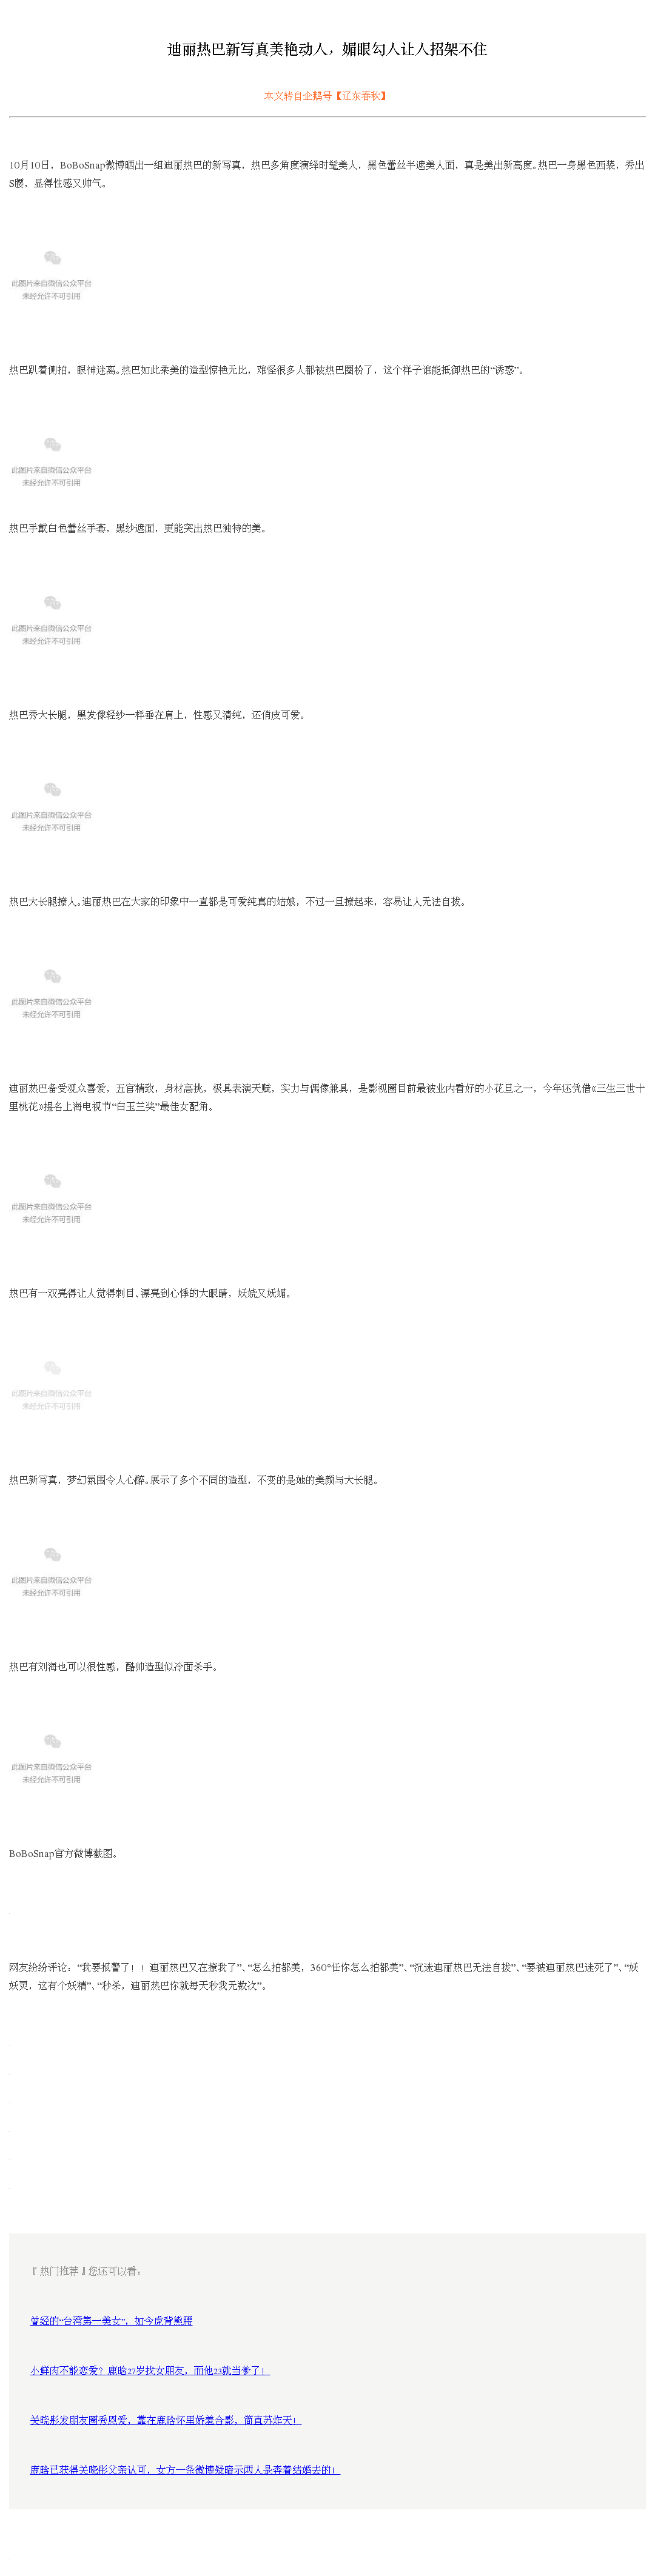 迪丽热巴新写真美艳动人，媚眼勾人让人招架不住
本文转自企鹅号【辽东春秋】
10月10日，BoBoSnap微博晒出一组迪丽热巴的新写真，热巴多角度演绎时髦美人，黑色蕾丝半遮美人面，真是美出新高度。热巴一身黑色西装，秀出
S腰，显得性感又帅气。
此图片来自微信公众平台
未经允许不可引用
热巴趴着侧拍，眼神迷离。热巴如此柔美的造型惊艳无比，难怪很多人都被热巴圈粉了，这个样子谁能抵御热巴的“诱惑”。
此图片来自微信公众平台
未经允许不可引用
热巴手戴白色蕾丝手套，黑纱遮面，更能突出热巴独特的美。
此图片来自微信公众平台
未经允许不可引用
热巴秀大长腿，黑发像轻纱一样垂在肩上，性感又清纯，还俏皮可爱。
此图片来自微信公众平台
未经允许不可引用
热巴大长腿撩人。迪丽热巴在大家的印象中一直都是可爱纯真的姑娘，不过一旦撩起来，容易让人无法自拔。
此图片来自微信公众平台
未经允许不可引用
迪丽热巴备受观众喜爱，五官精致，身材高挑，极具表演天赋，实力与偶像兼具，是影视圈目前最被业内看好的小花旦之一，今年还凭借《三生三世十
里桃花》提名上海电视节“白玉兰奖”最佳女配角。
此图片来自微信公众平台
未经允许不可引用
热巴有一双亮得让人觉得刺目、漂亮到心悸的大眼睛，妖娆又妩媚。
此图片来自微信公众平台
未经允许不可引用
热巴新写真，梦幻氛围令人心醉。展示了多个不同的造型，不变的是她的美颜与大长腿。
此图片来自微信公众平台
未经允许不可引用
热巴有刘海也可以很性感，酷帅造型似冷面杀手。
此图片来自微信公众平台
未经允许不可引用
BoBoSnap官方微博截图。
网友纷纷评论：“我要报警了！！迪丽热巴又在撩我了”、“怎么拍都美，360°任你怎么拍都美”、“沉迷迪丽热巴无法自拔”、“要被迪丽热巴迷死了”、“妖
妖灵，这有个妖精”、“秒杀，迪丽热巴你就每天秒我无数次”。
『 热门推荐 』您还可以看：
曾经的“台湾第一美女”，如今虎背熊腰
小鲜肉不能恋爱？鹿晗27岁找女朋友，而他23就当爹了！
关晓彤发朋友圈秀恩爱，靠在鹿晗怀里娇羞合影，简直苏炸天！
鹿晗已获得关晓彤父亲认可，女方一条微博疑暗示两人是奔着结婚去的！